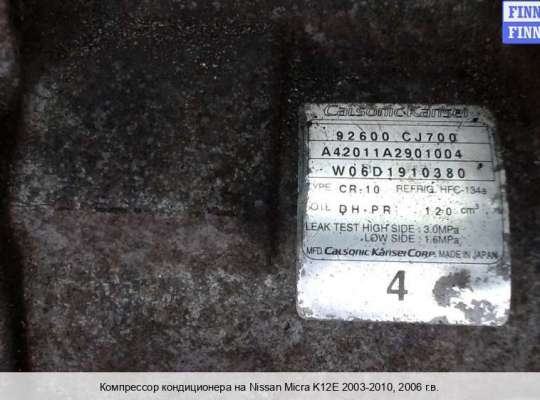 FINN
FINN
Calsonic Kansei
92600 CJ700
A42011A2901004
W06D1910380
TYPE CR-10 REFRIG. HFC-134a
OIL DH-PR 120 cm³
LEAK TEST HIGH SIDE : 3.0MPa
LOW SIDE : 1.6MPa
MFD. Calsonic Kansei Corp. MADE IN JAPAN
4
Компрессор кондиционера на Nissan Micra K12E 2003-2010, 2006 г.в.